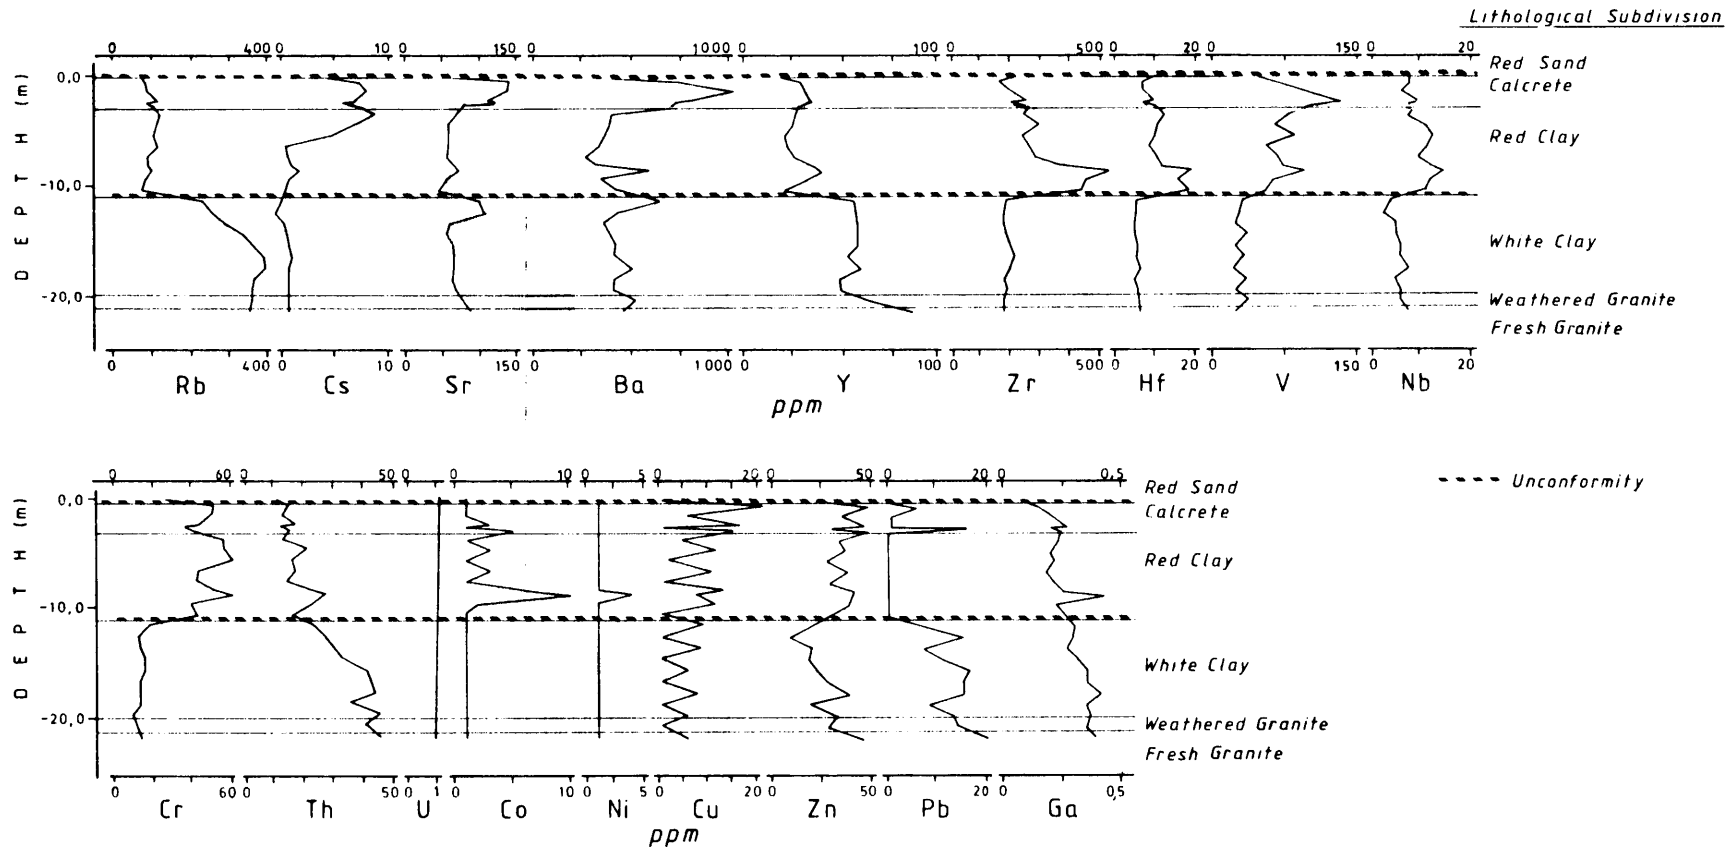 Lithological Subdivision
0 400 0 10 0 150 0 1000 0 100 0 500 0 20 0 150 0 20
Red Sand
0,0
Calcrete
DEPTH (m)
Red Clay
-10,0
White Clay
-20,0
Weathered Granite
Fresh Granite
0 400 0 10 0 150 0 1000 0 100 0 500 0 20 0 150 0 20
Rb Cs Sr Ba Y Zr Hf V Nb
ppm
0 60 0 50 0 0 10 0 5 0 20 0 50 0 20 0 0,5
Red Sand
Unconformity
0,0
Calcrete
DEPTH (m)
Red Clay
-10,0
White Clay
-20,0
Weathered Granite
Fresh Granite
0 60 0 50 0 1 0 10 0 5 0 20 0 50 0 20 0 0,5
Cr Th U Co Ni Cu Zn Pb Ga
ppm